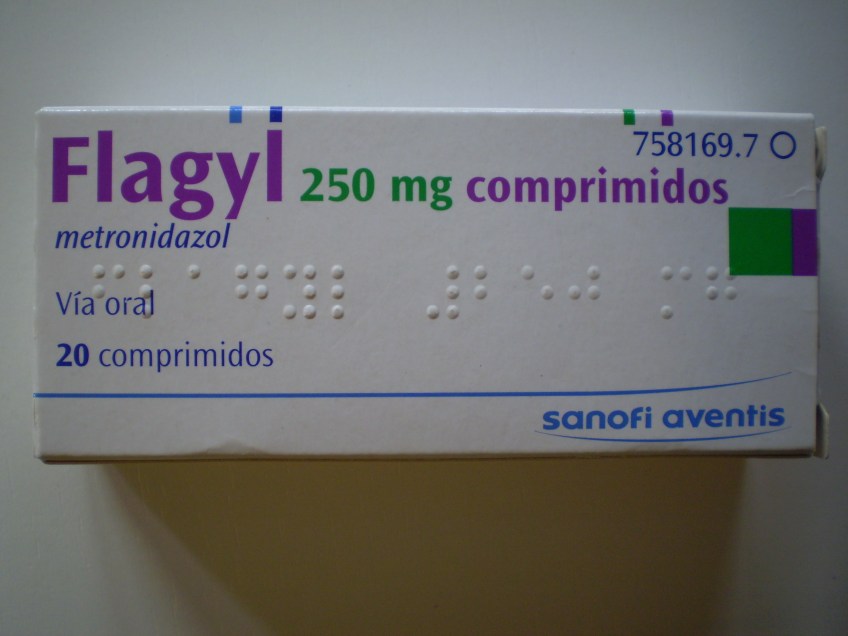 758169.7 O
Flagyl 250 mg comprimidos
metronidazol
Vía oral
20 comprimidos
sanofi aventis